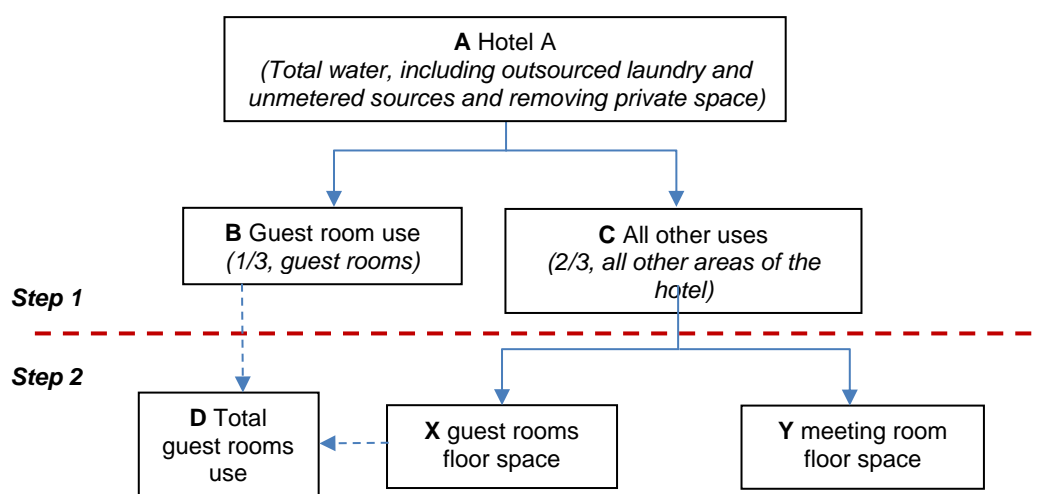 A Hotel A
(Total water, including outsourced laundry and
unmetered sources and removing private space)
B Guest room use
(1/3, guest rooms)
C All other uses
(2/3, all other areas of the
hotel)
Step 1
Step 2
D Total
guest rooms
use
X guest rooms
floor space
Y meeting room
floor space